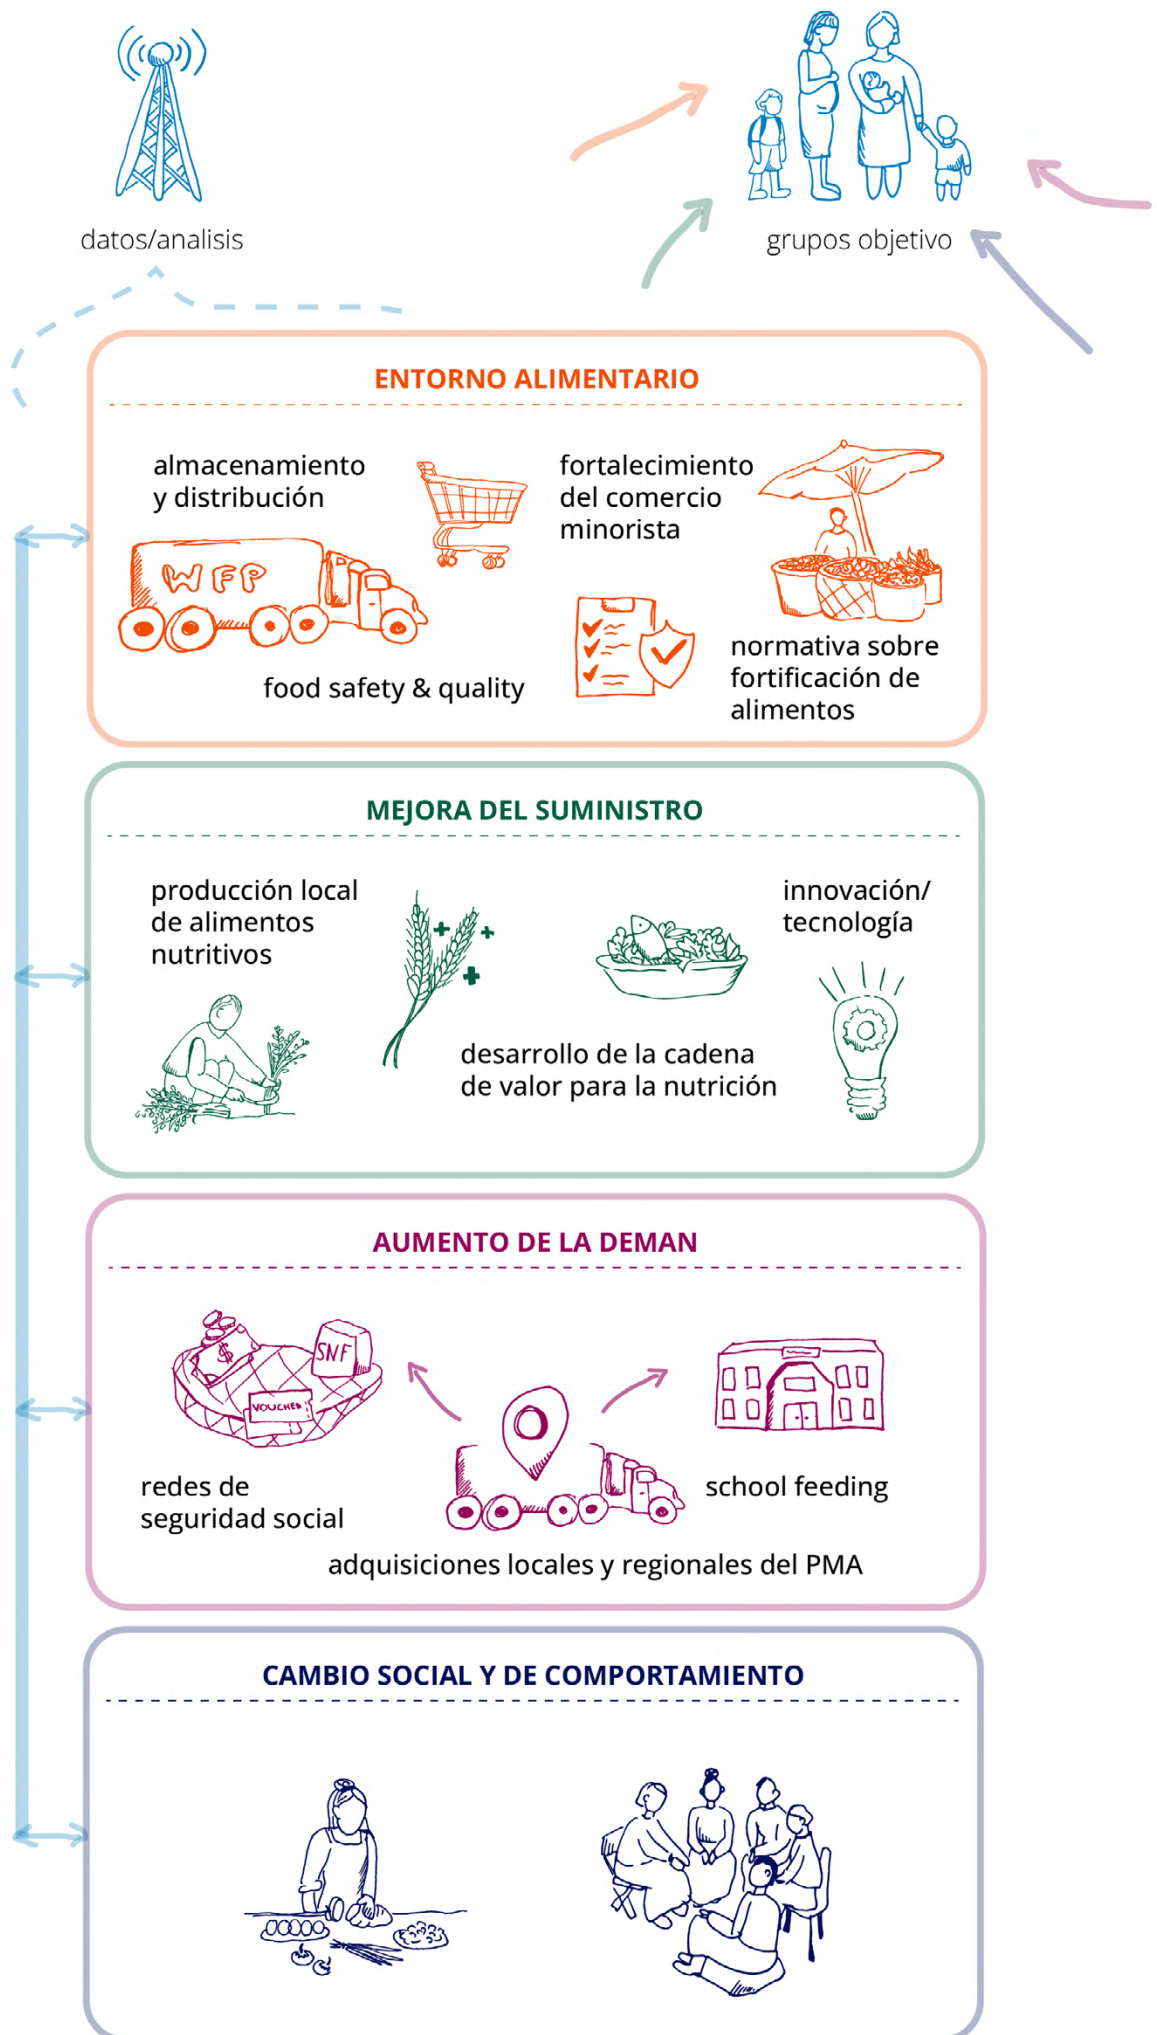 datos/analisis
grupos objetivo
ENTORNO ALIMENTARIO
almacenamiento
y distribución
fortalecimiento
del comercio
minorista
WFP
food safety & quality
normativa sobre
fortificación de
alimentos
MEJORA DEL SUMINISTRO
producción local
de alimentos
nutritivos
innovación/
tecnología
desarrollo de la cadena
de valor para la nutrición
AUMENTO DE LA DEMAN
$
SNF
VOUCHER
redes de
seguridad social
school feeding
adquisiciones locales y regionales del PMA
CAMBIO SOCIAL Y DE COMPORTAMIENTO